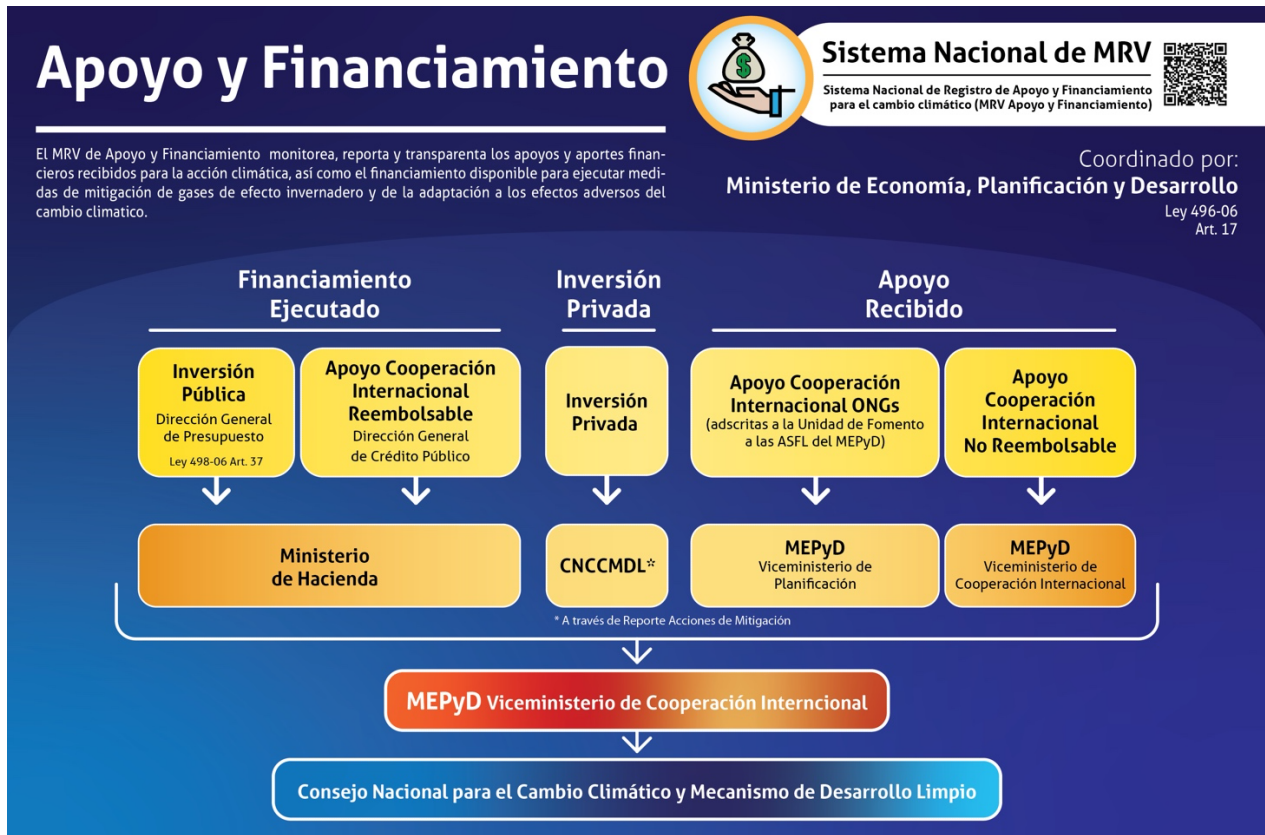 Apoyo y Financiamiento
$
Sistema Nacional de MRV
Sistema Nacional de Registro de Apoyo y Financiamiento
para el cambio climático (MRV Apoyo y Financiamiento)
El MRV de Apoyo y Financiamiento monitorea, reporta y transparenta los apoyos y aportes finan-
cieros recibidos para la acción climática, así como el financiamiento disponible para ejecutar medi-
das de mitigación de gases de efecto invernadero y de la adaptación a los efectos adversos del
cambio climatico.
Coordinado por:
Ministerio de Economía, Planificación y Desarrollo
Ley 496-06
Art. 17
Financiamiento
Ejecutado
Inversión
Privada
Apoyo
Recibido
Inversión
Pública
Dirección General
de Presupuesto
Ley 498-06 Art. 37
Apoyo Cooperación
Internacional
Reembolsable
Dirección General
de Crédito Público
Inversión
Privada
Apoyo Cooperación
Internacional ONGs
(adscritas a la Unidad de Fomento
a las ASFL del MEPyD)
Apoyo
Cooperación
Internacional
No Reembolsable
Ministerio
de Hacienda
CNCCMDL*
MEPyD
Viceministerio de
Planificación
MEPyD
Viceministerio de
Cooperación Internacional
* A través de Reporte Acciones de Mitigación
MEPyD Viceministerio de Cooperación Interncional
Consejo Nacional para el Cambio Climático y Mecanismo de Desarrollo Limpio